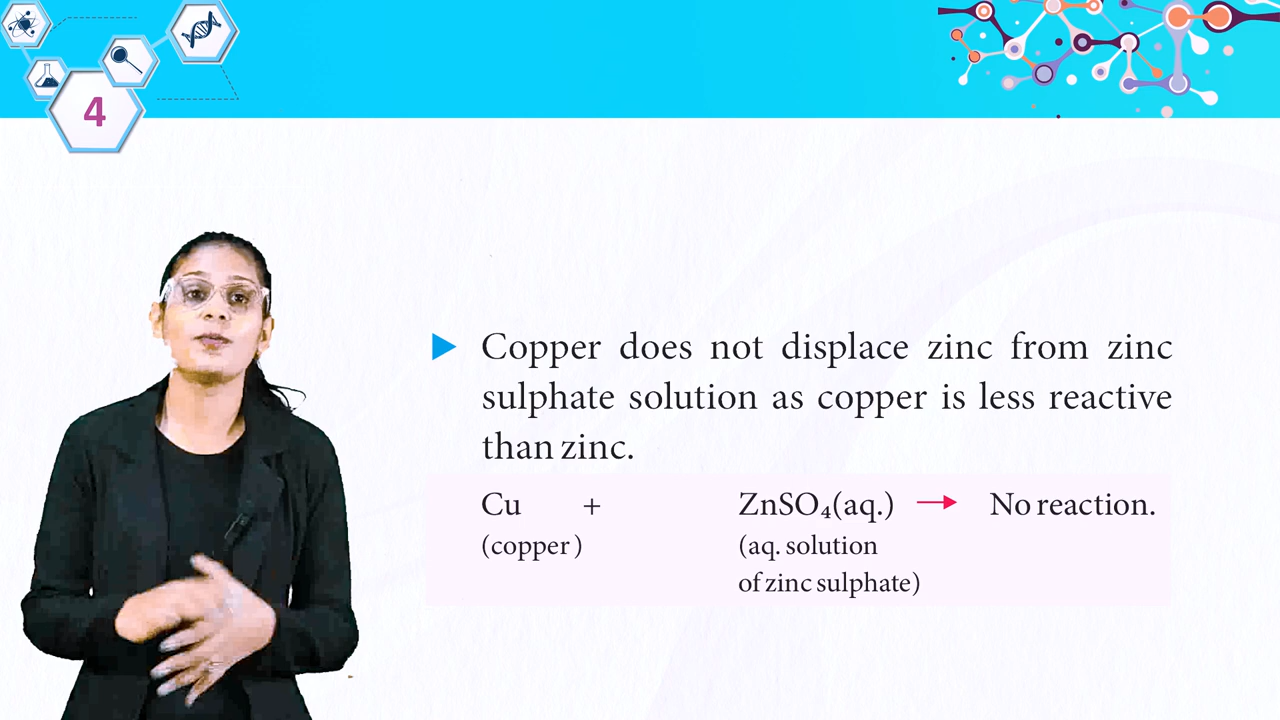 4
Copper does not displace zinc from zinc
sulphate solution as copper is less reactive
than zinc.
Cu + ZnSO₄(aq.) → No reaction.
(copper) (aq. solution
of zinc sulphate)